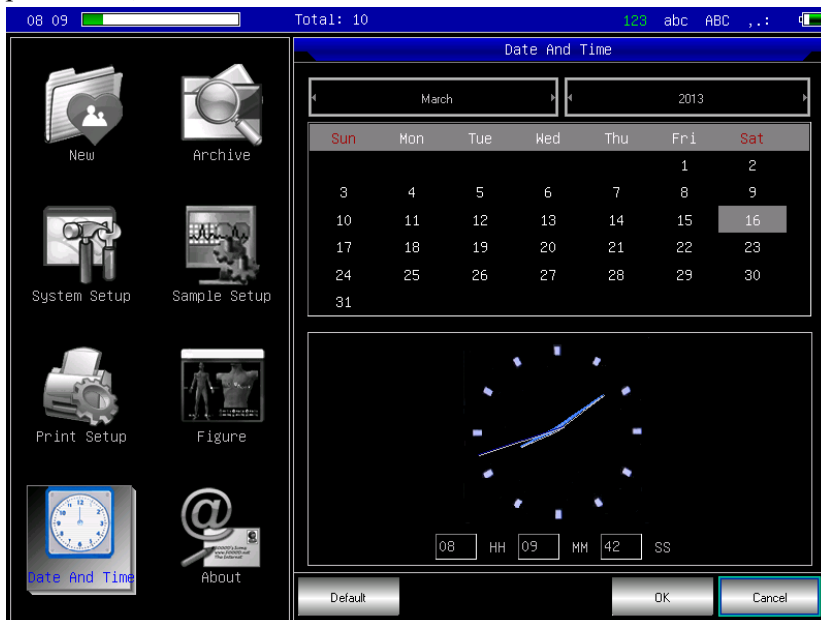 08 09 Total: 10 123 abc ABC ,.:
Date And Time
March 2013
Sun Mon Tue Wed Thu Fri Sat
1 2
3 4 5 6 7 8 9
10 11 12 13 14 15 16
17 18 19 20 21 22 23
24 25 26 27 28 29 30
31
New Archive
System Setup Sample Setup
Print Setup Figure
Date And Time About
08 HH 09 MM 42 SS
Default OK Cancel